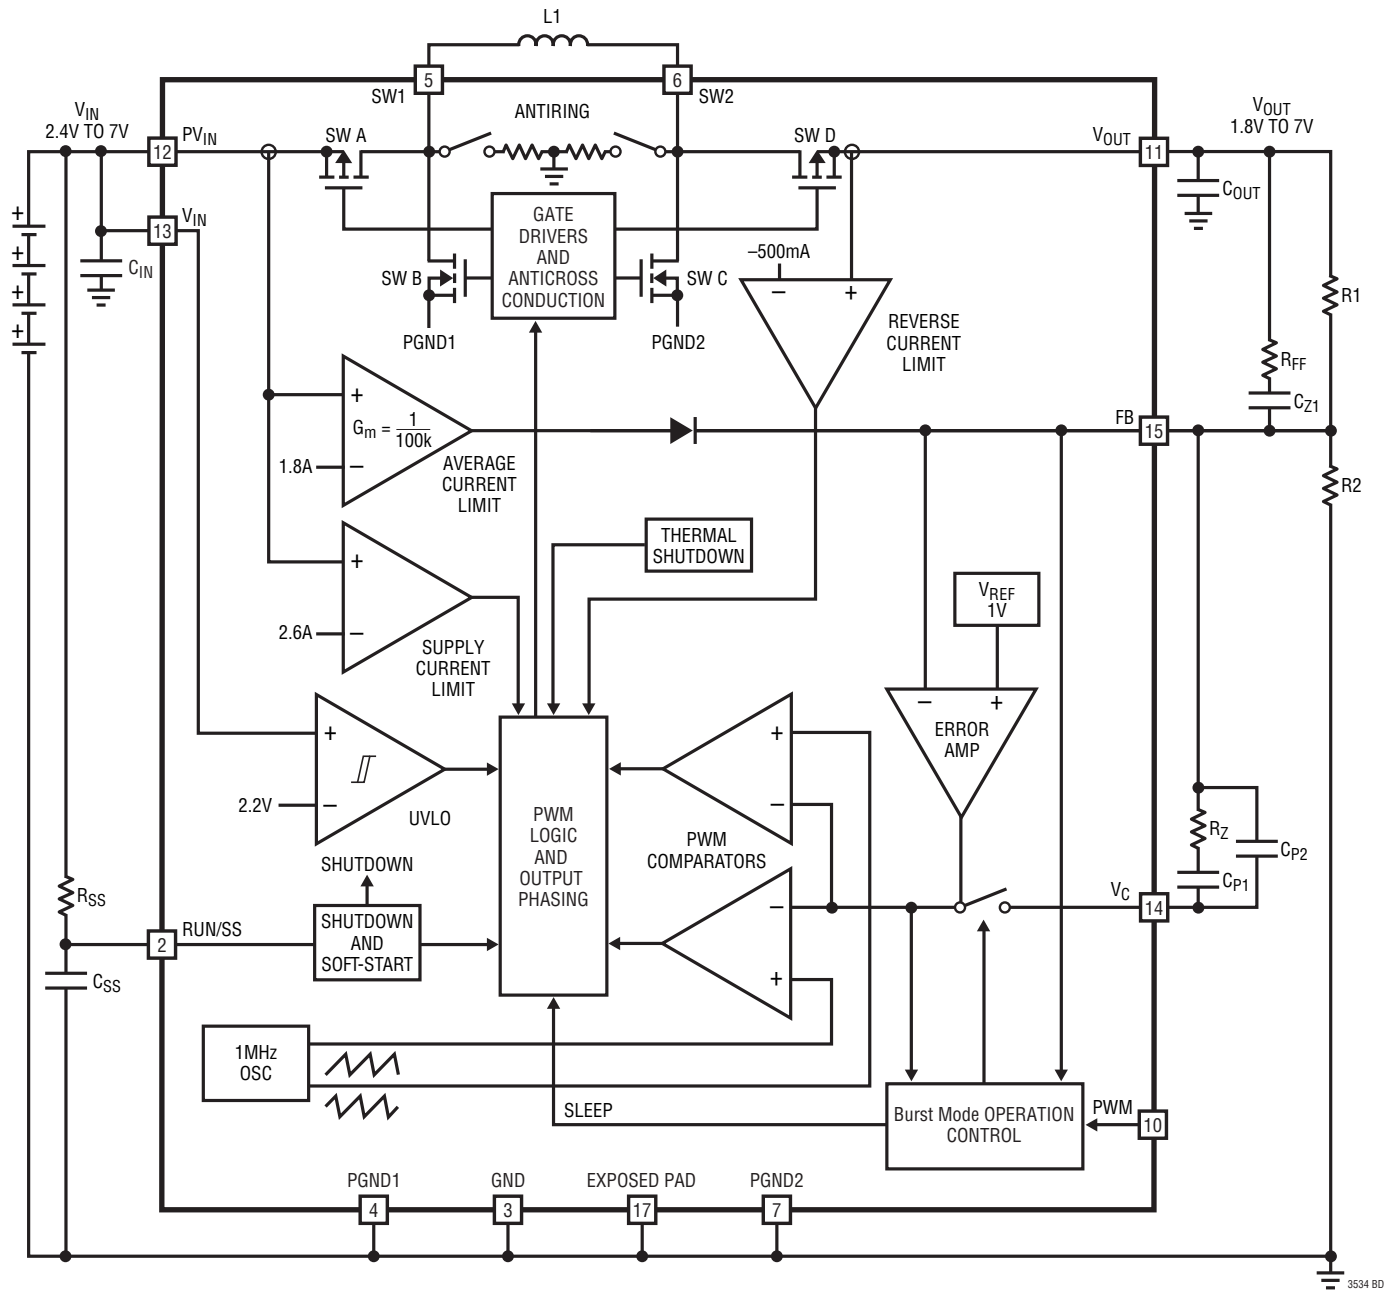 L1
5
6
SW1
SW2
ANTIRING
VIN
2.4V TO 7V
PVIN
12
SW A
SW D
VOUT
11
VOUT
1.8V TO 7V
COUT
VIN
13
CIN
+
+
+
+
GATE
DRIVERS
AND
ANTICROSS
CONDUCTION
SW B
SW C
PGND1
PGND2
–500mA
– +
REVERSE
CURRENT
LIMIT
R1
RFF
CZ1
FB
15
R2
+
Gm = 1/100k
1.8A –
AVERAGE
CURRENT
LIMIT
THERMAL
SHUTDOWN
+
2.6A –
SUPPLY
CURRENT
LIMIT
VREF
1V
– +
ERROR
AMP
+
2.2V –
UVLO
PWM
LOGIC
AND
OUTPUT
PHASING
+
–
PWM
COMPARATORS
–
+
RZ
CP1
CP2
VC
14
SHUTDOWN
SHUTDOWN
AND
SOFT-START
RSS
RUN/SS
2
CSS
1MHz
OSC
SLEEP
Burst Mode OPERATION
CONTROL
PWM
10
PGND1
GND
EXPOSED PAD
PGND2
4
3
17
7
3534 BD